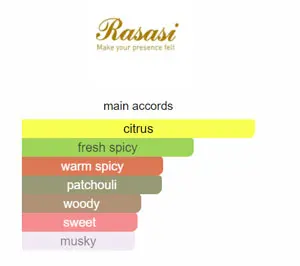 Rasasi
Make your presence felt
main accords
citrus
fresh spicy
warm spicy
patchouli
woody
sweet
musky